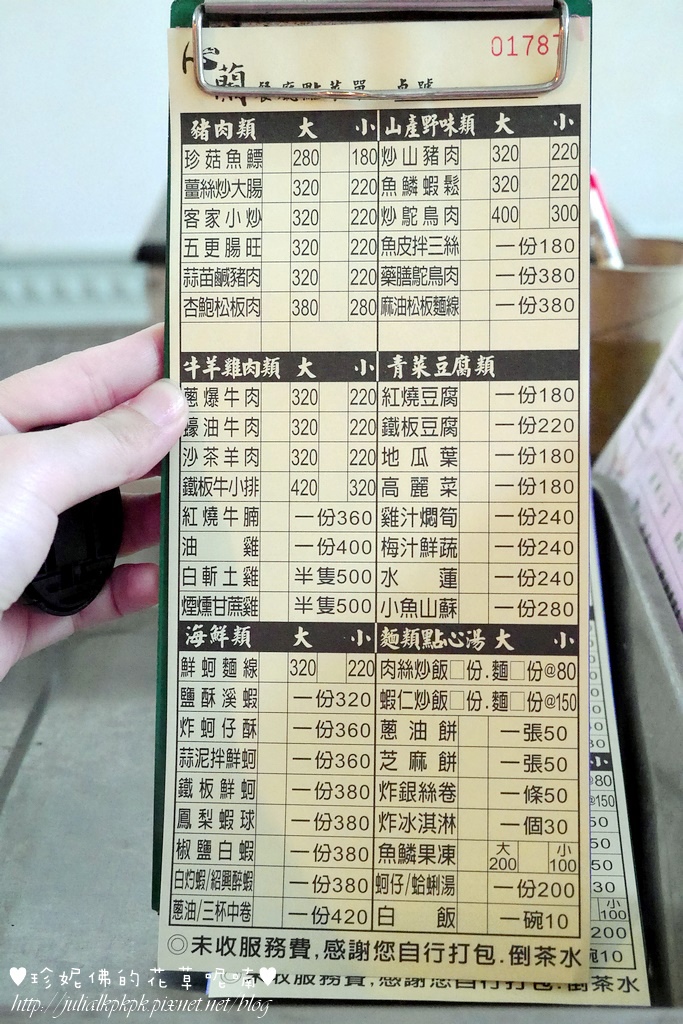 01787
蘭 餐廳點菜單 桌號
豬肉類 大 小
珍菇魚鰾 280 180
薑絲炒大腸 320 220
客家小炒 320 220
五更腸旺 320 220
蒜苗鹹豬肉 320 220
杏鮑松板肉 380 280
牛羊雞肉類 大 小
蔥爆牛肉 320 220
蠔油牛肉 320 220
沙茶羊肉 320 220
鐵板牛小排 420 320
紅燒牛腩 一份360
油雞 一份400
白斬土雞 半隻500
煙燻甘蔗雞 半隻500
海鮮類 大 小
鮮蚵麵線 320 220
鹽酥溪蝦 一份320
炸蚵仔酥 一份360
蒜泥拌鮮蚵 一份360
鐵板鮮蚵 一份380
鳳梨蝦球 一份380
椒鹽白蝦 一份380
白灼蝦/紹興醉蝦 一份380
蔥油/三杯中卷 一份420
山產野味類 大 小
炒山豬肉 320 220
魚鱗蝦鬆 320 220
炒鴕鳥肉 400 300
魚皮拌三絲 一份180
藥膳鴕鳥肉 一份380
麻油松板麵線 一份380
青菜豆腐類
紅燒豆腐 一份180
鐵板豆腐 一份220
地瓜葉 一份180
高麗菜 一份180
雞汁燜筍 一份240
梅汁鮮蔬 一份240
水蓮 一份240
小魚山蘇 一份280
麵類點心湯 大 小
肉絲炒飯□份.麵□份@80
蝦仁炒飯□份.麵□份@150
蔥油餅 一張50
芝麻餅 一張50
炸銀絲卷 一條50
炸冰淇淋 一個30
魚鱗果凍 大200 小100
蚵仔/蛤蜊湯 一份200
白飯 一碗10
◎未收服務費,感謝您自行打包.倒茶水
♥珍妮佛的花草呢喃♥
http://julialkpkpk.pixnet.net/blog